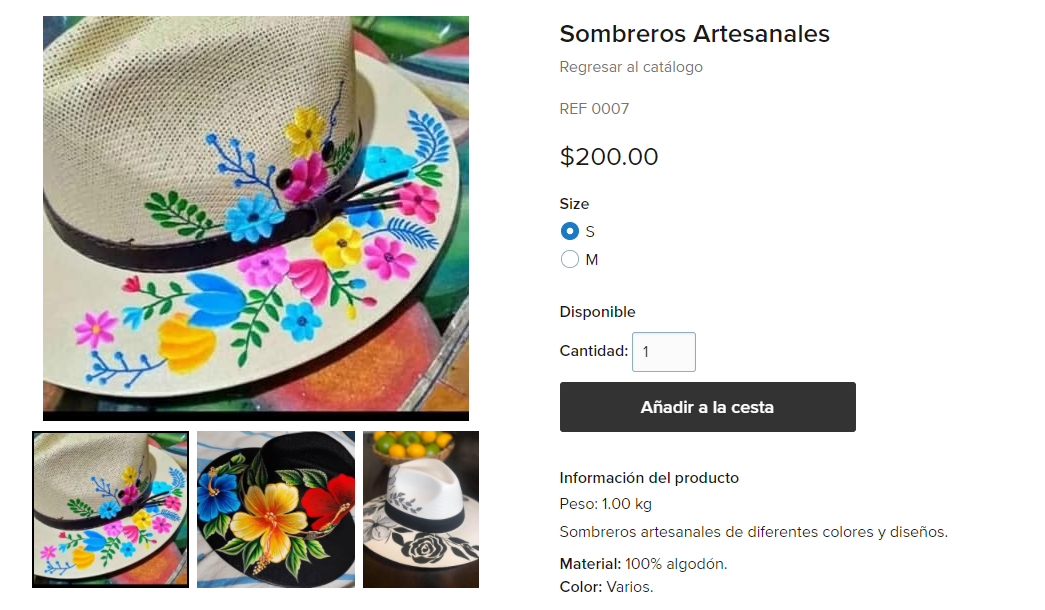 Sombreros Artesanales
Regresar al catálogo
REF 0007
$200.00
Size
S
M
Disponible
Cantidad: 1
Añadir a la cesta
Información del producto
Peso: 1.00 kg
Sombreros artesanales de diferentes colores y diseños.
Material: 100% algodón.
Color: Varios.